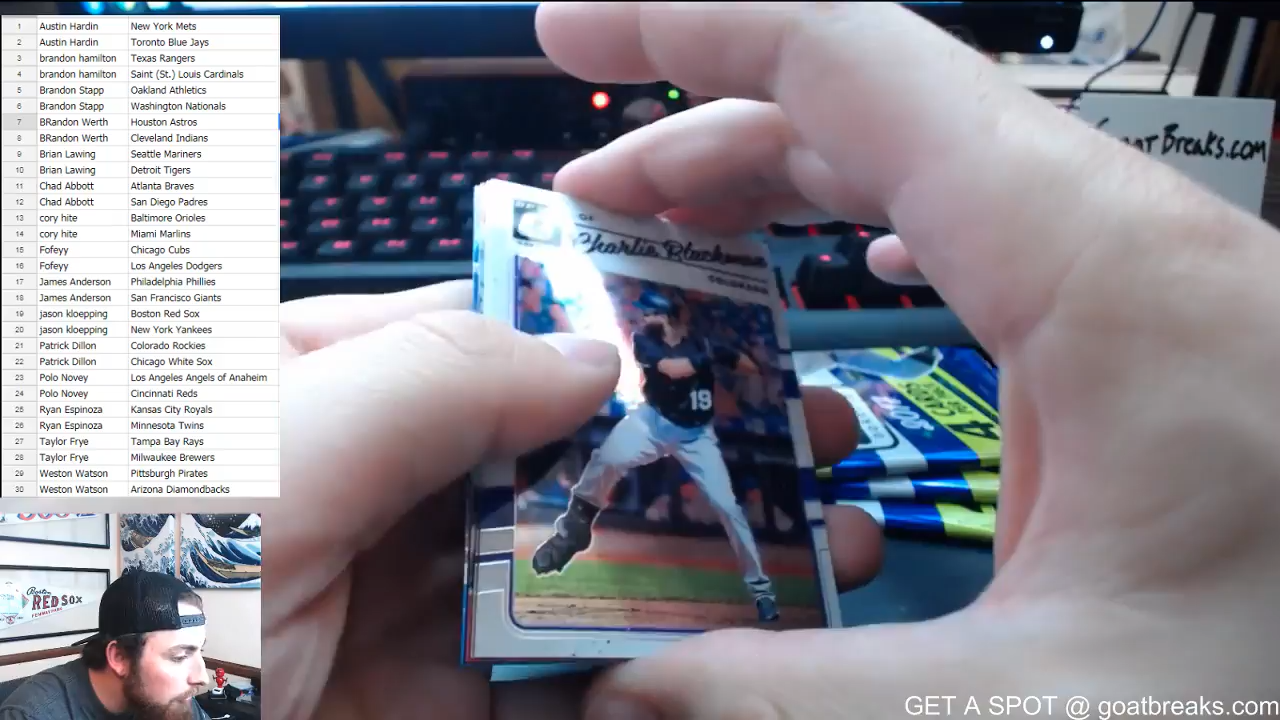 1 Austin Hardin New York Mets
2 Austin Hardin Toronto Blue Jays
3 brandon hamilton Texas Rangers
4 brandon hamilton Saint (St.) Louis Cardinals
5 Brandon Stapp Oakland Athletics
6 Brandon Stapp Washington Nationals
7 BRandon Werth Houston Astros
8 BRandon Werth Cleveland Indians
9 Brian Lawing Seattle Mariners
10 Brian Lawing Detroit Tigers
11 Chad Abbott Atlanta Braves
12 Chad Abbott San Diego Padres
13 cory hite Baltimore Orioles
14 cory hite Miami Marlins
15 Fofeyy Chicago Cubs
16 Fofeyy Los Angeles Dodgers
17 James Anderson Philadelphia Phillies
18 James Anderson San Francisco Giants
19 jason kloepping Boston Red Sox
20 jason kloepping New York Yankees
21 Patrick Dillon Colorado Rockies
22 Patrick Dillon Chicago White Sox
23 Polo Novey Los Angeles Angels of Anaheim
24 Polo Novey Cincinnati Reds
25 Ryan Espinoza Kansas City Royals
26 Ryan Espinoza Minnesota Twins
27 Taylor Frye Tampa Bay Rays
28 Taylor Frye Milwaukee Brewers
29 Weston Watson Pittsburgh Pirates
30 Weston Watson Arizona Diamondbacks
Breaks.com
Charlie Blackmon
COLORADO
19
4 CARDS
Boston
RED SOX
GET A SPOT @ goatbreaks.com